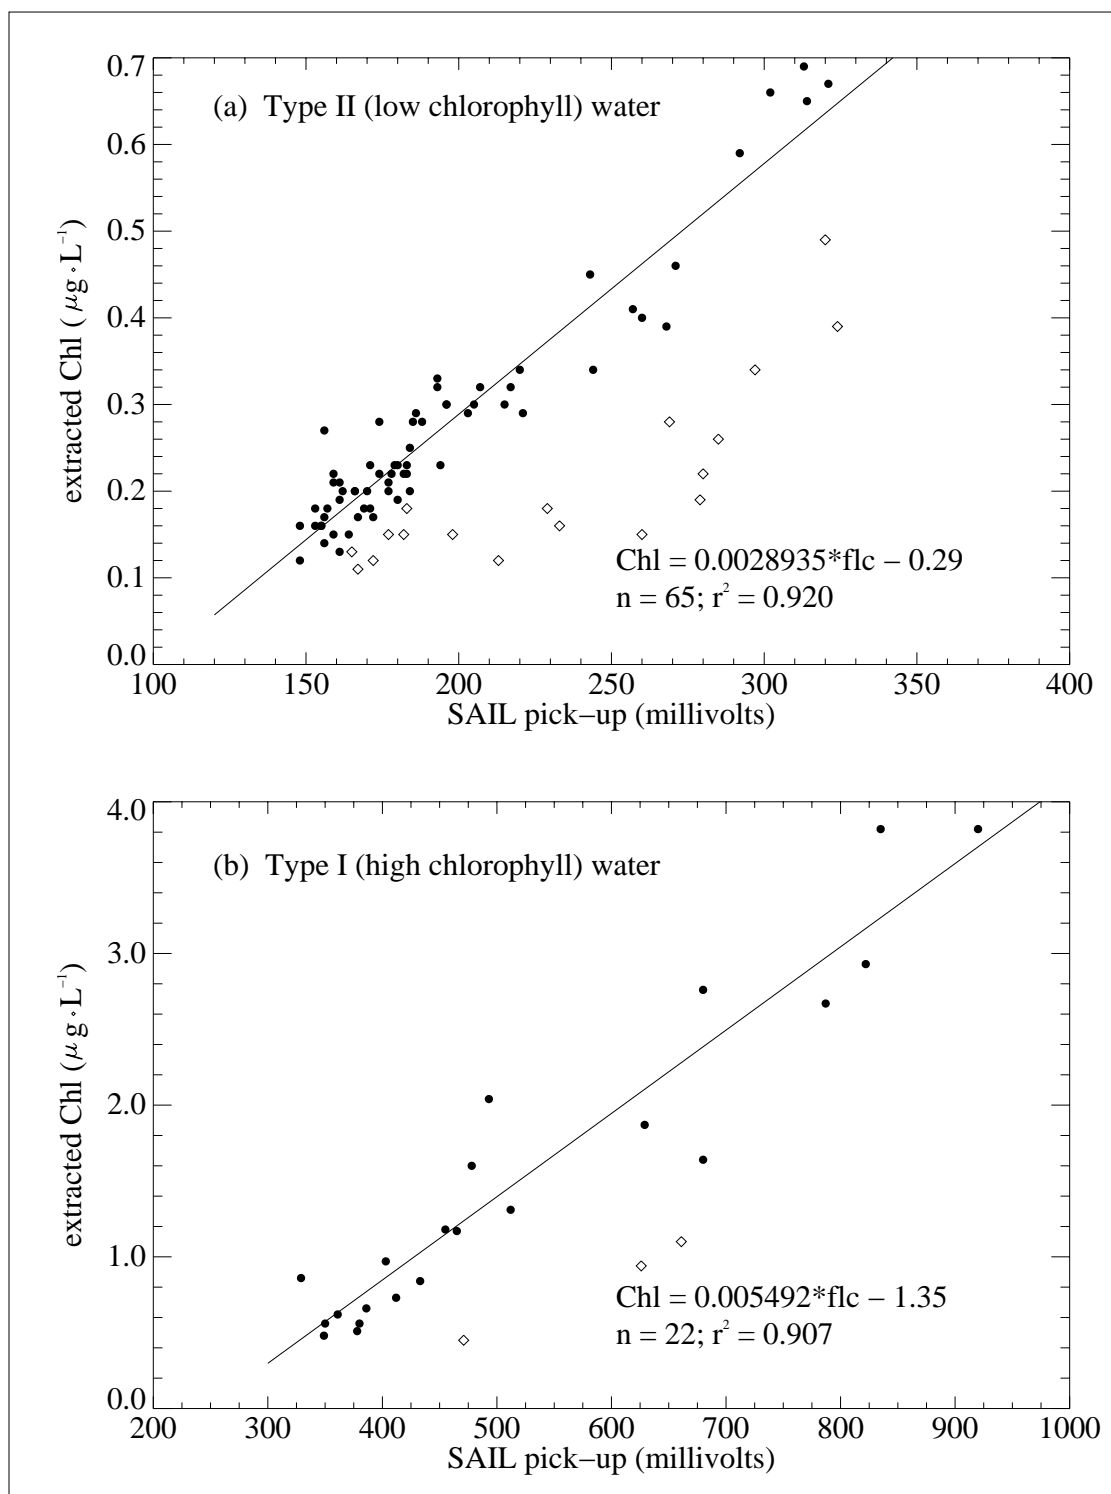 0.7
(a) Type II (low chlorophyll) water
0.6
0.5
0.4
0.3
0.2
0.1
0.0
extracted Chl (μg·L⁻¹)
Chl = 0.0028935*flc − 0.29
n = 65; r² = 0.920
100 150 200 250 300 350 400
SAIL pick−up (millivolts)
4.0
(b) Type I (high chlorophyll) water
3.0
2.0
1.0
0.0
extracted Chl (μg·L⁻¹)
Chl = 0.005492*flc − 1.35
n = 22; r² = 0.907
200 300 400 500 600 700 800 900 1000
SAIL pick−up (millivolts)